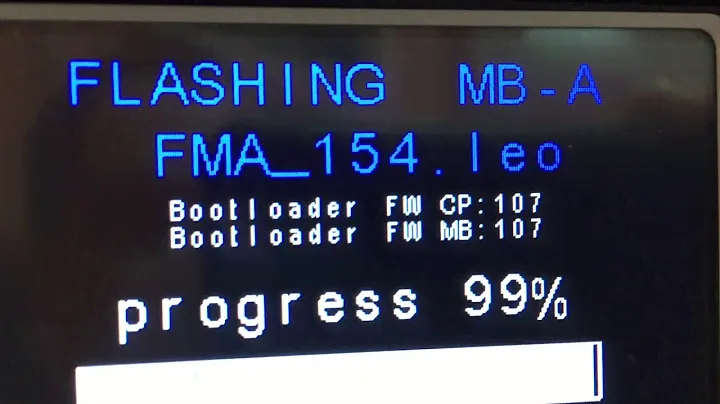 FLASHING MB-A
FMA_154.leo
Bootloader FW CP:107
Bootloader FW MB:107
progress 99%